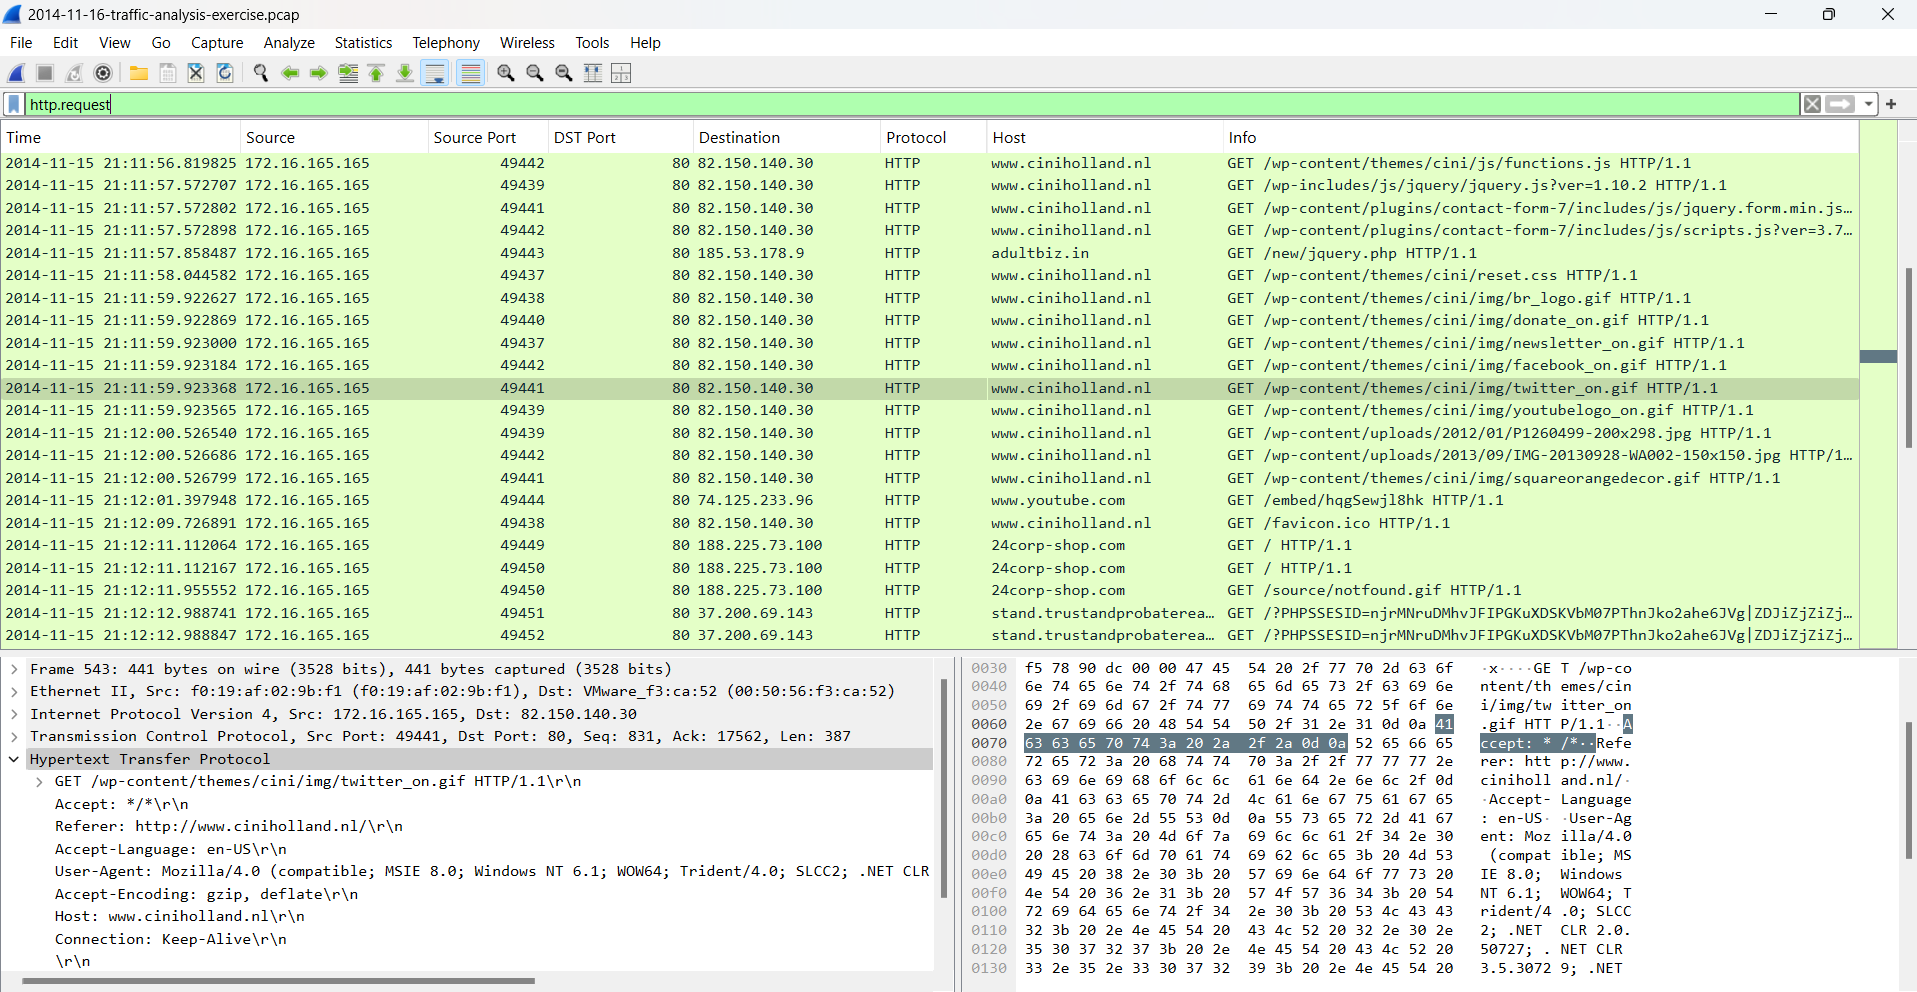 2014-11-16-traffic-analysis-exercise.pcap
File Edit View Go Capture Analyze Statistics Telephony Wireless Tools Help
http.request
Time Source Source Port DST Port Destination Protocol Host Info
2014-11-15 21:11:56.819825 172.16.165.165 49442 80 82.150.140.30 HTTP www.ciniholland.nl GET /wp-content/themes/cini/js/functions.js HTTP/1.1
2014-11-15 21:11:57.572707 172.16.165.165 49439 80 82.150.140.30 HTTP www.ciniholland.nl GET /wp-includes/js/jquery/jquery.js?ver=1.10.2 HTTP/1.1
2014-11-15 21:11:57.572802 172.16.165.165 49441 80 82.150.140.30 HTTP www.ciniholland.nl GET /wp-content/plugins/contact-form-7/includes/js/jquery.form.min.js…
2014-11-15 21:11:57.572898 172.16.165.165 49442 80 82.150.140.30 HTTP www.ciniholland.nl GET /wp-content/plugins/contact-form-7/includes/js/scripts.js?ver=3.7…
2014-11-15 21:11:57.858487 172.16.165.165 49443 80 185.53.178.9 HTTP adultbiz.in GET /new/jquery.php HTTP/1.1
2014-11-15 21:11:58.044582 172.16.165.165 49437 80 82.150.140.30 HTTP www.ciniholland.nl GET /wp-content/themes/cini/reset.css HTTP/1.1
2014-11-15 21:11:59.922627 172.16.165.165 49438 80 82.150.140.30 HTTP www.ciniholland.nl GET /wp-content/themes/cini/img/br_logo.gif HTTP/1.1
2014-11-15 21:11:59.922869 172.16.165.165 49440 80 82.150.140.30 HTTP www.ciniholland.nl GET /wp-content/themes/cini/img/donate_on.gif HTTP/1.1
2014-11-15 21:11:59.923000 172.16.165.165 49437 80 82.150.140.30 HTTP www.ciniholland.nl GET /wp-content/themes/cini/img/newsletter_on.gif HTTP/1.1
2014-11-15 21:11:59.923184 172.16.165.165 49442 80 82.150.140.30 HTTP www.ciniholland.nl GET /wp-content/themes/cini/img/facebook_on.gif HTTP/1.1
2014-11-15 21:11:59.923368 172.16.165.165 49441 80 82.150.140.30 HTTP www.ciniholland.nl GET /wp-content/themes/cini/img/twitter_on.gif HTTP/1.1
2014-11-15 21:11:59.923565 172.16.165.165 49439 80 82.150.140.30 HTTP www.ciniholland.nl GET /wp-content/themes/cini/img/youtubelogo_on.gif HTTP/1.1
2014-11-15 21:12:00.526540 172.16.165.165 49439 80 82.150.140.30 HTTP www.ciniholland.nl GET /wp-content/uploads/2012/01/P1260499-200x298.jpg HTTP/1.1
2014-11-15 21:12:00.526686 172.16.165.165 49442 80 82.150.140.30 HTTP www.ciniholland.nl GET /wp-content/uploads/2013/09/IMG-20130928-WA002-150x150.jpg HTTP/1…
2014-11-15 21:12:00.526799 172.16.165.165 49441 80 82.150.140.30 HTTP www.ciniholland.nl GET /wp-content/themes/cini/img/squareorangedecor.gif HTTP/1.1
2014-11-15 21:12:01.397948 172.16.165.165 49444 80 74.125.233.96 HTTP www.youtube.com GET /embed/hqgSewjl8hk HTTP/1.1
2014-11-15 21:12:09.726891 172.16.165.165 49438 80 82.150.140.30 HTTP www.ciniholland.nl GET /favicon.ico HTTP/1.1
2014-11-15 21:12:11.112064 172.16.165.165 49449 80 188.225.73.100 HTTP 24corp-shop.com GET / HTTP/1.1
2014-11-15 21:12:11.112167 172.16.165.165 49450 80 188.225.73.100 HTTP 24corp-shop.com GET / HTTP/1.1
2014-11-15 21:12:11.955552 172.16.165.165 49450 80 188.225.73.100 HTTP 24corp-shop.com GET /source/notfound.gif HTTP/1.1
2014-11-15 21:12:12.988741 172.16.165.165 49451 80 37.200.69.143 HTTP stand.trustandprobaterea… GET /?PHPSSESID=njrMNruDMhvJFIPGKuXDSKVbM07PThnJko2ahe6JVg|ZDJiZjZiZj…
2014-11-15 21:12:12.988847 172.16.165.165 49452 80 37.200.69.143 HTTP stand.trustandprobaterea… GET /?PHPSSESID=njrMNruDMhvJFIPGKuXDSKVbM07PThnJko2ahe6JVg|ZDJiZjZiZj…
Frame 543: 441 bytes on wire (3528 bits), 441 bytes captured (3528 bits)
Ethernet II, Src: f0:19:af:02:9b:f1 (f0:19:af:02:9b:f1), Dst: VMware_f3:ca:52 (00:50:56:f3:ca:52)
Internet Protocol Version 4, Src: 172.16.165.165, Dst: 82.150.140.30
Transmission Control Protocol, Src Port: 49441, Dst Port: 80, Seq: 831, Ack: 17562, Len: 387
Hypertext Transfer Protocol
GET /wp-content/themes/cini/img/twitter_on.gif HTTP/1.1\r\n
Accept: */*\r\n
Referer: http://www.ciniholland.nl/\r\n
Accept-Language: en-US\r\n
User-Agent: Mozilla/4.0 (compatible; MSIE 8.0; Windows NT 6.1; WOW64; Trident/4.0; SLCC2; .NET CLR
Accept-Encoding: gzip, deflate\r\n
Host: www.ciniholland.nl\r\n
Connection: Keep-Alive\r\n
\r\n
0030 f5 78 90 dc 00 00 47 45 54 20 2f 77 70 2d 63 6f ·x····GE T /wp-co
0040 6e 74 65 6e 74 2f 74 68 65 6d 65 73 2f 63 69 6e ntent/th emes/cin
0050 69 2f 69 6d 67 2f 74 77 69 74 74 65 72 5f 6f 6e i/img/tw itter_on
0060 2e 67 69 66 20 48 54 54 50 2f 31 2e 31 0d 0a 41 .gif HTT P/1.1··A
0070 63 63 65 70 74 3a 20 2a 2f 2a 0d 0a 52 65 66 65 ccept: * /*··Refe
0080 72 65 72 3a 20 68 74 74 70 3a 2f 2f 77 77 77 2e rer: htt p://www.
0090 63 69 6e 69 68 6f 6c 6c 61 6e 64 2e 6e 6c 2f 0d ciniholl and.nl/·
00a0 0a 41 63 63 65 70 74 2d 4c 61 6e 67 75 61 67 65 ·Accept- Language
00b0 3a 20 65 6e 2d 55 53 0d 0a 55 73 65 72 2d 41 67 : en-US· ·User-Ag
00c0 65 6e 74 3a 20 4d 6f 7a 69 6c 6c 61 2f 34 2e 30 ent: Moz illa/4.0
00d0 20 28 63 6f 6d 70 61 74 69 62 6c 65 3b 20 4d 53 (compat ible; MS
00e0 49 45 20 38 2e 30 3b 20 57 69 6e 64 6f 77 73 20 IE 8.0; Windows
00f0 4e 54 20 36 2e 31 3b 20 57 4f 57 36 34 3b 20 54 NT 6.1; WOW64; T
0100 72 69 64 65 6e 74 2f 34 2e 30 3b 20 53 4c 43 43 rident/4 .0; SLCC
0110 32 3b 20 2e 4e 45 54 20 43 4c 52 20 32 2e 30 2e 2; .NET CLR 2.0.
0120 35 30 37 32 37 3b 20 2e 4e 45 54 20 43 4c 52 20 50727; . NET CLR
0130 33 2e 35 2e 33 30 37 32 39 3b 20 2e 4e 45 54 20 3.5.3072 9; .NET